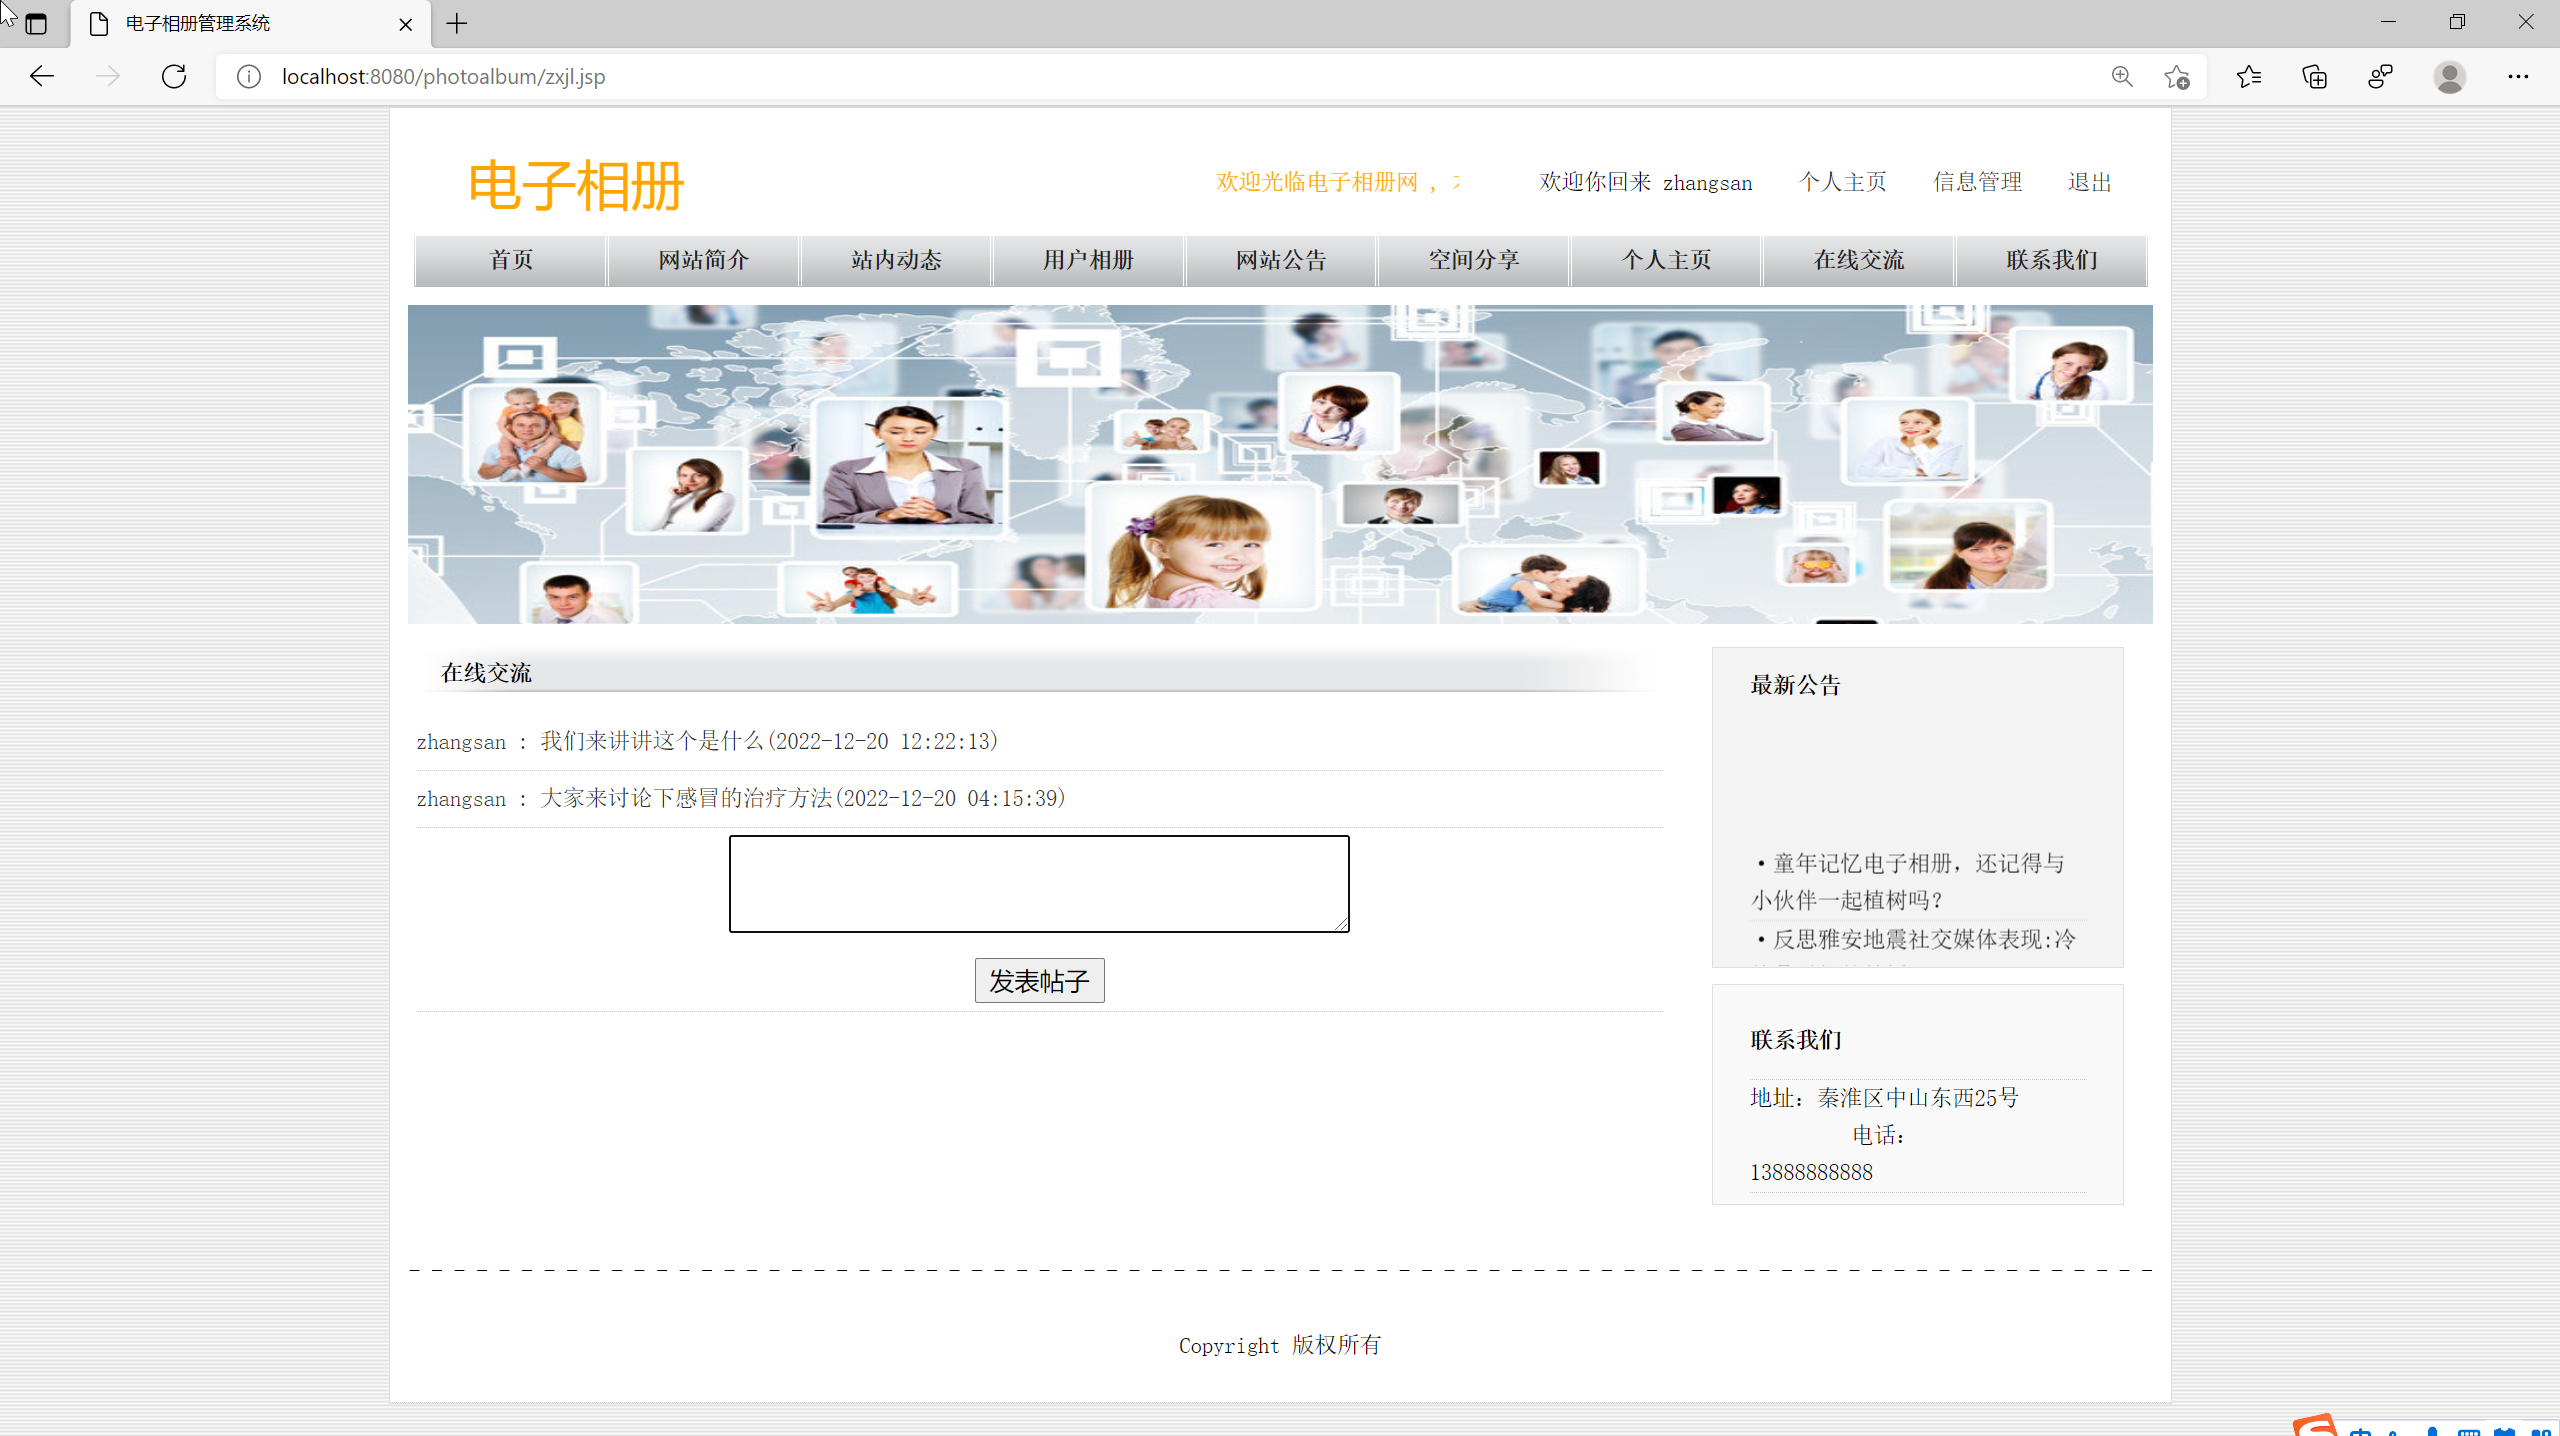 电子相册管理系统
localhost:8080/photoalbum/zxjl.jsp
电子相册
欢迎光临电子相册网 ，
欢迎你回来 zhangsan 个人主页 信息管理 退出
首页 网站简介 站内动态 用户相册 网站公告 空间分享 个人主页 在线交流 联系我们
在线交流
zhangsan : 我们来讲讲这个是什么(2022-12-20 12:22:13)
zhangsan : 大家来讨论下感冒的治疗方法(2022-12-20 04:15:39)
发表帖子
最新公告
·童年记忆电子相册，还记得与
小伙伴一起植树吗？
·反思雅安地震社交媒体表现:冷
联系我们
地址：秦淮区中山东西25号
电话：
13888888888
Copyright 版权所有